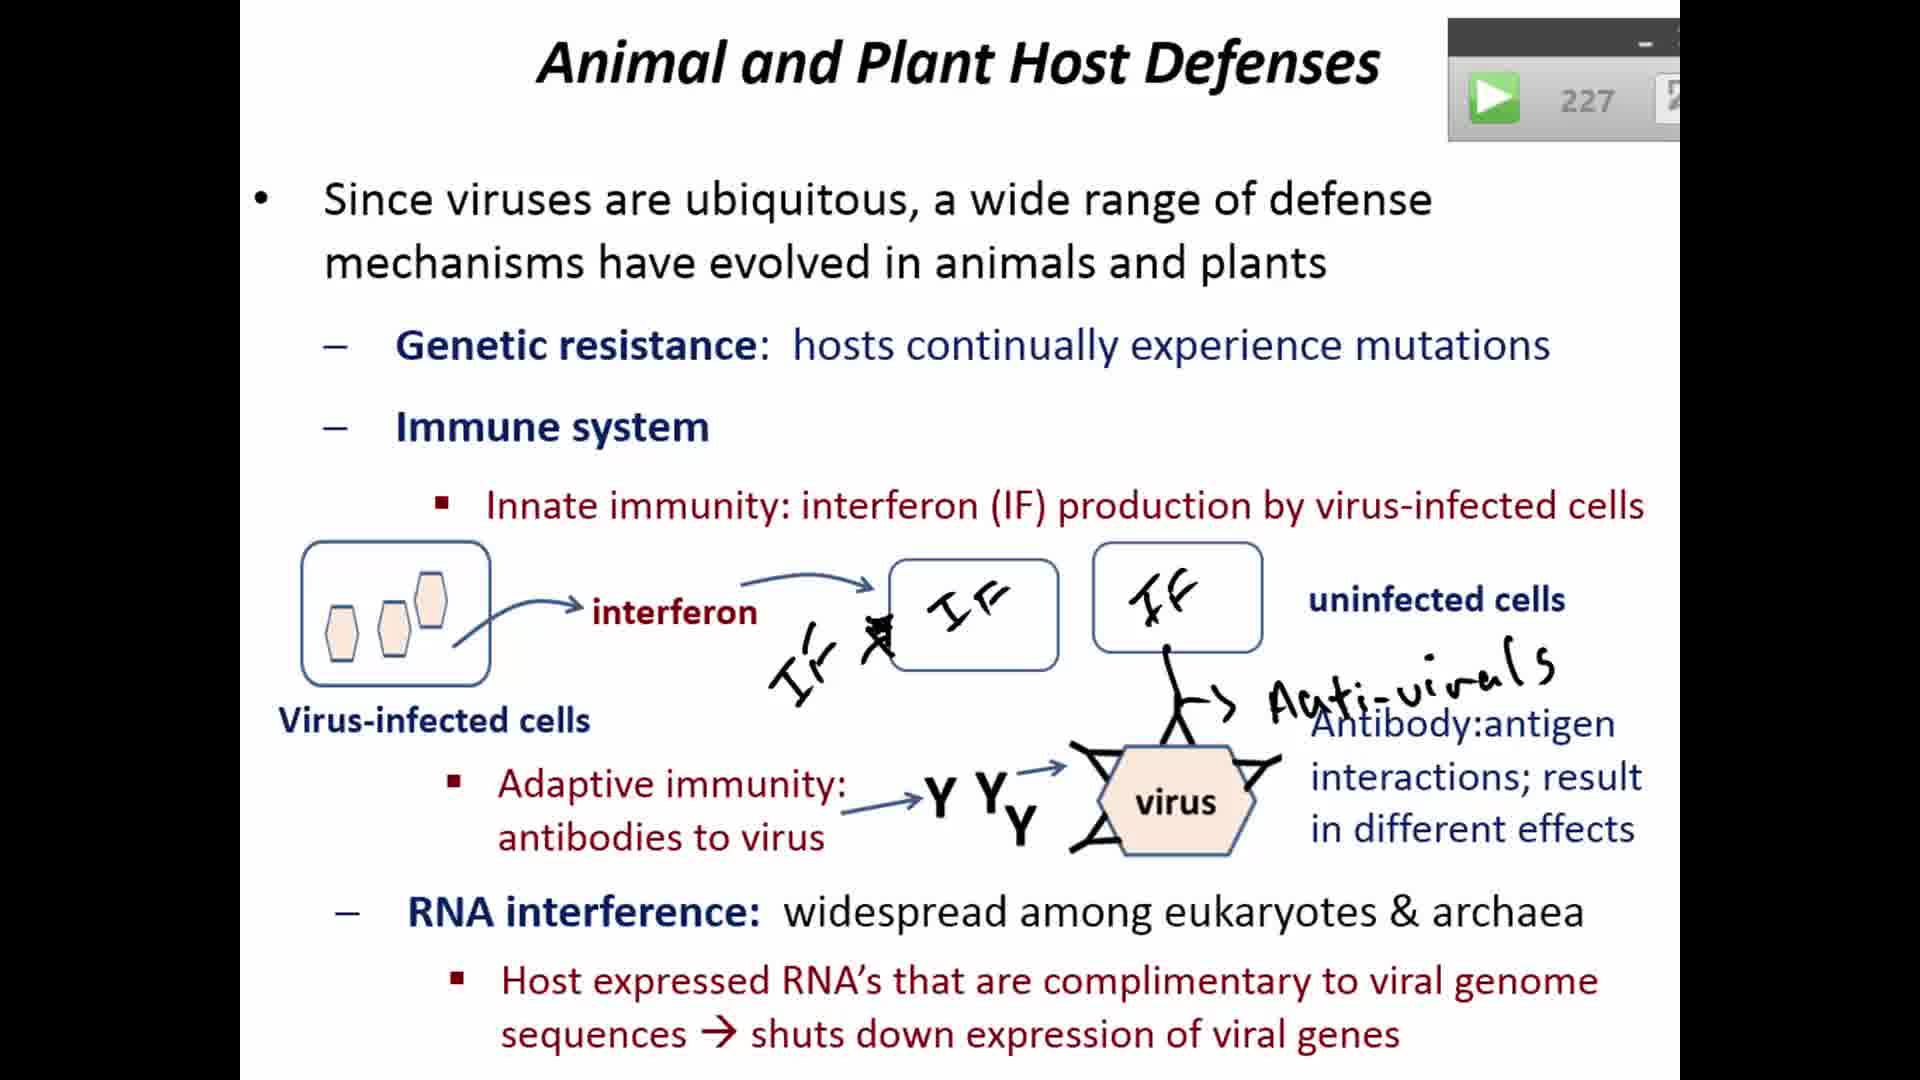 Animal and Plant Host Defenses
227
• Since viruses are ubiquitous, a wide range of defense
mechanisms have evolved in animals and plants
– Genetic resistance: hosts continually experience mutations
– Immune system
▪ Innate immunity: interferon (IF) production by virus-infected cells
interferon
IF
IF
IF
uninfected cells
Virus-infected cells
Anti-virals
▪ Adaptive immunity:
antibodies to virus
Y Y
Y
virus
Antibody:antigen
interactions; result
in different effects
– RNA interference: widespread among eukaryotes & archaea
▪ Host expressed RNA’s that are complimentary to viral genome
sequences → shuts down expression of viral genes